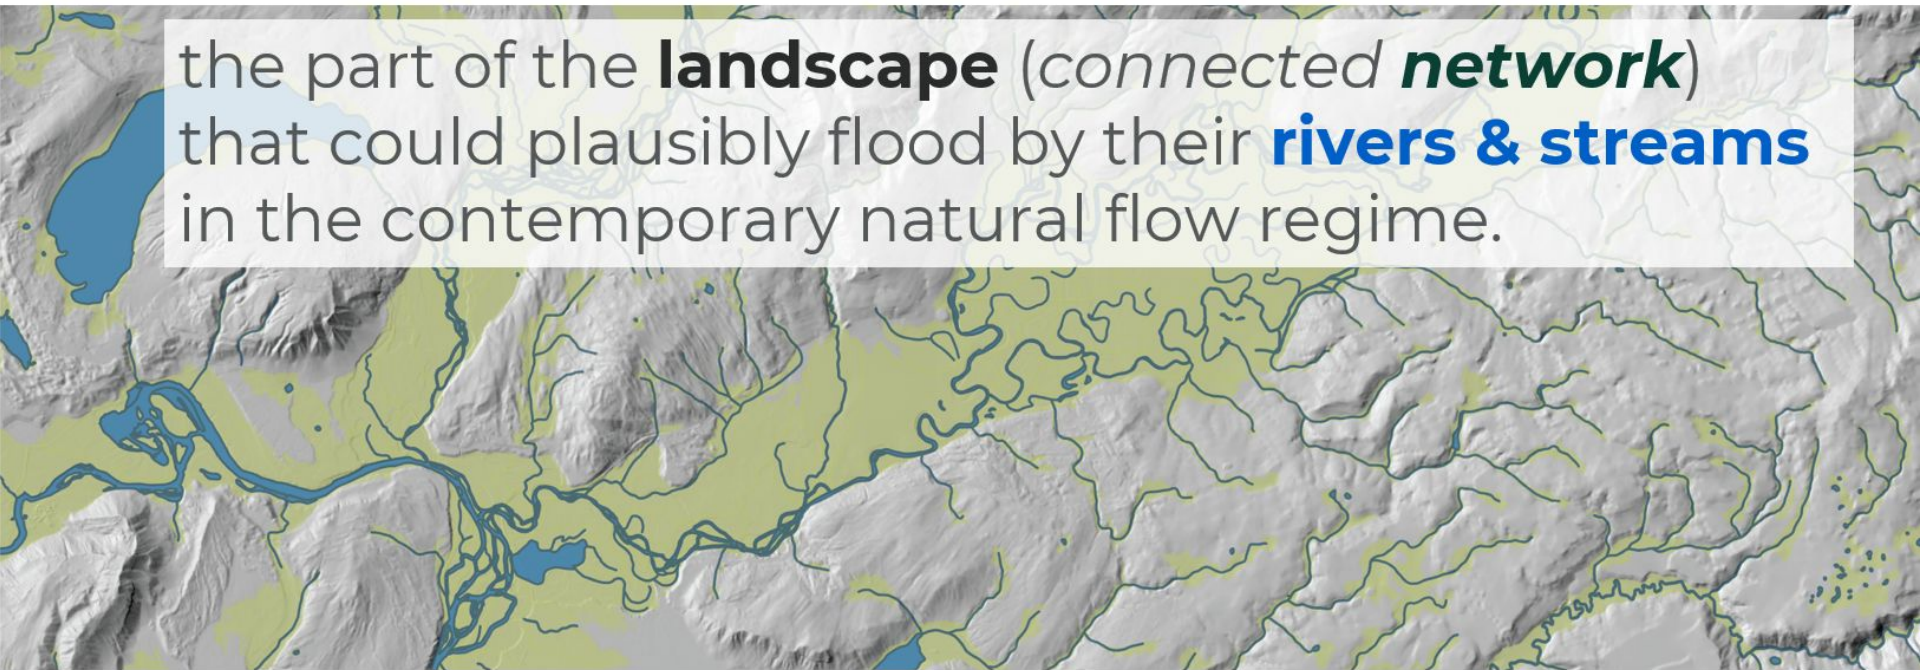 the part of the landscape (connected network)
that could plausibly flood by their rivers & streams
in the contemporary natural flow regime.